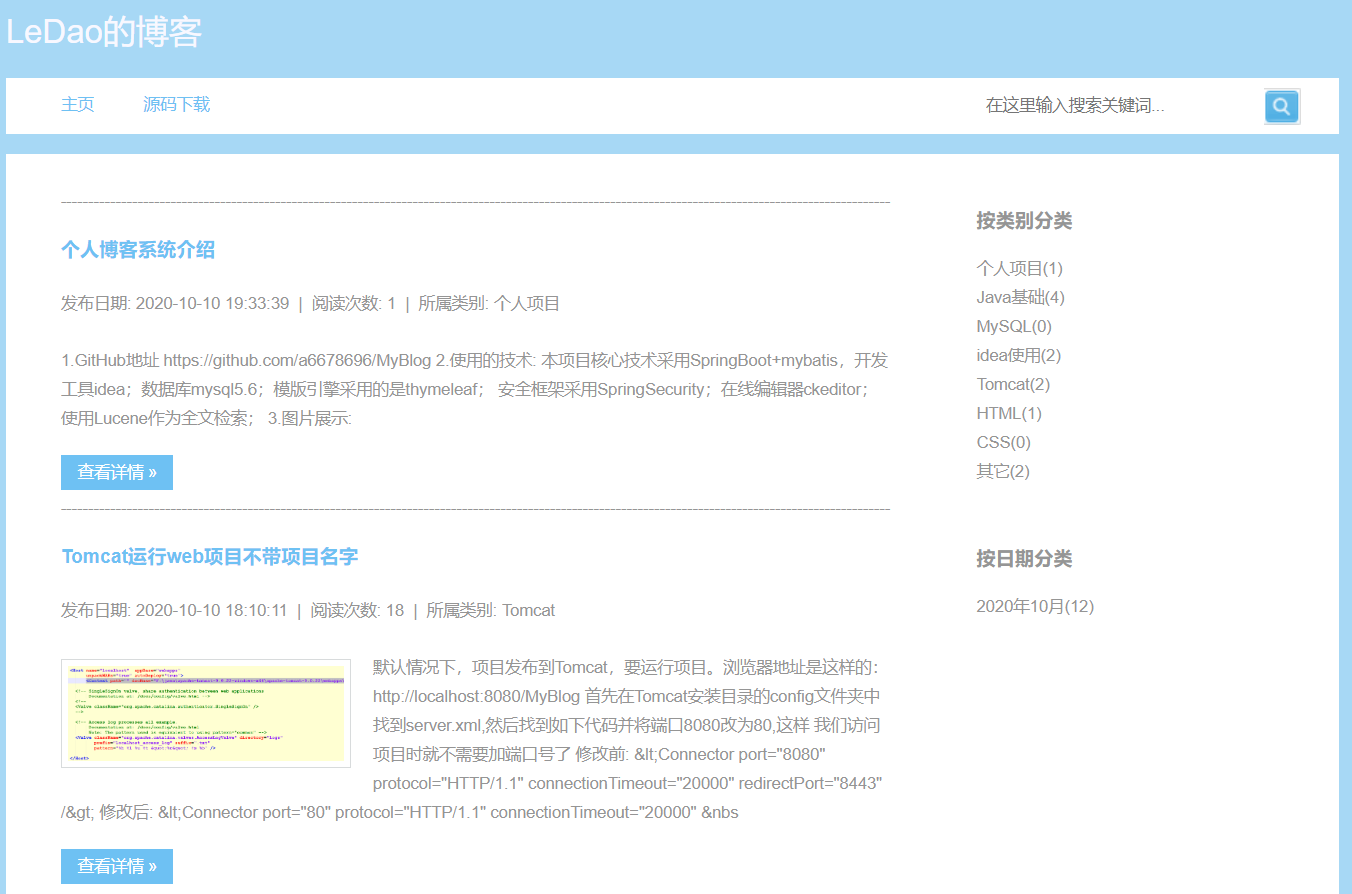 LeDao的博客
主页 源码下载 在这里输入搜索关键词...
个人博客系统介绍
发布日期: 2020-10-10 19:33:39 | 阅读次数: 1 | 所属类别: 个人项目
1.GitHub地址 https://github.com/a6678696/MyBlog 2.使用的技术: 本项目核心技术采用SpringBoot+mybatis，开发
工具idea；数据库mysql5.6；模版引擎采用的是thymeleaf； 安全框架采用SpringSecurity；在线编辑器ckeditor；
使用Lucene作为全文检索； 3.图片展示:
查看详情 »
Tomcat运行web项目不带项目名字
发布日期: 2020-10-10 18:10:11 | 阅读次数: 18 | 所属类别: Tomcat
默认情况下，项目发布到Tomcat，要运行项目。浏览器地址是这样的：
http://localhost:8080/MyBlog 首先在Tomcat安装目录的config文件夹中
找到server.xml,然后找到如下代码并将端口8080改为80,这样 我们访问
项目时就不需要加端口号了 修改前: &lt;Connector port="8080"
protocol="HTTP/1.1" connectionTimeout="20000" redirectPort="8443"
/&gt; 修改后: &lt;Connector port="80" protocol="HTTP/1.1" connectionTimeout="20000" &nbs
查看详情 »
按类别分类
个人项目(1)
Java基础(4)
MySQL(0)
idea使用(2)
Tomcat(2)
HTML(1)
CSS(0)
其它(2)
按日期分类
2020年10月(12)